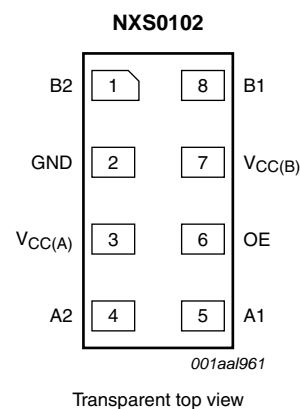 NXS0102
B2 1 8 B1
GND 2 7 VCC(B)
VCC(A) 3 6 OE
A2 4 5 A1
001aal961
Transparent top view